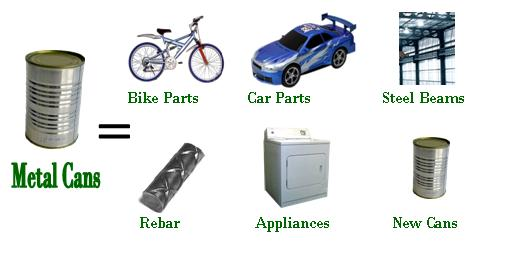 Bike Parts
Car Parts
Steel Beams
=
Metal Cans
Rebar
Appliances
New Cans